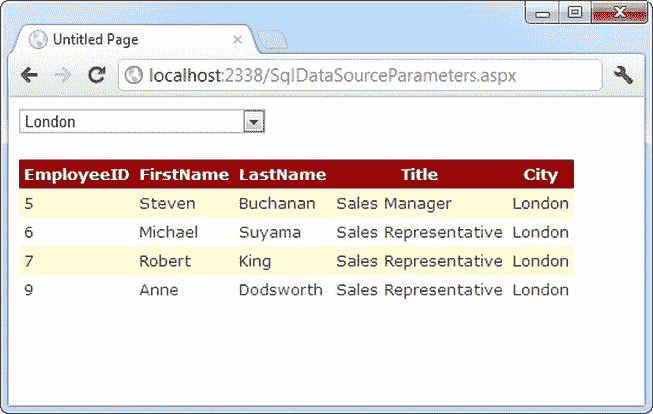 Untitled Page
localhost:2338/SqlDataSourceParameters.aspx
London
EmployeeID FirstName LastName Title City
5 Steven Buchanan Sales Manager London
6 Michael Suyama Sales Representative London
7 Robert King Sales Representative London
9 Anne Dodsworth Sales Representative London